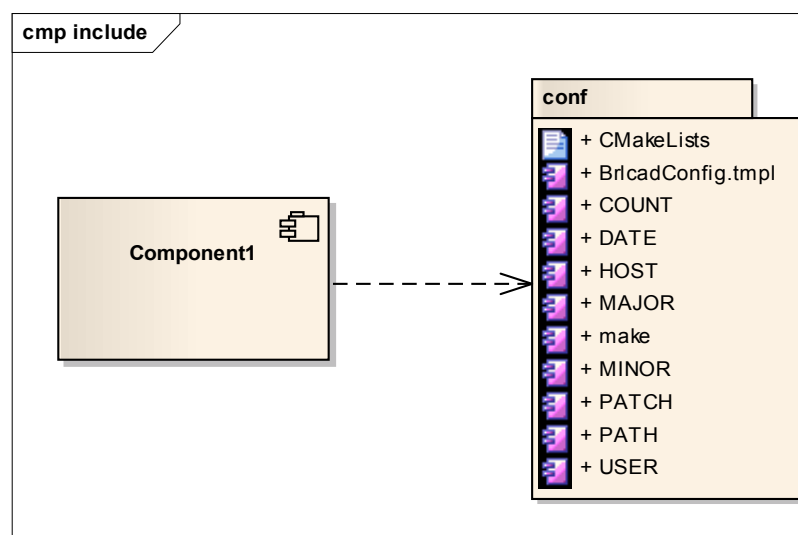 cmp include
conf
+ CMakeLists
+ BrlcadConfig.tmpl
+ COUNT
+ DATE
+ HOST
+ MAJOR
+ make
+ MINOR
+ PATCH
+ PATH
+ USER
Component1